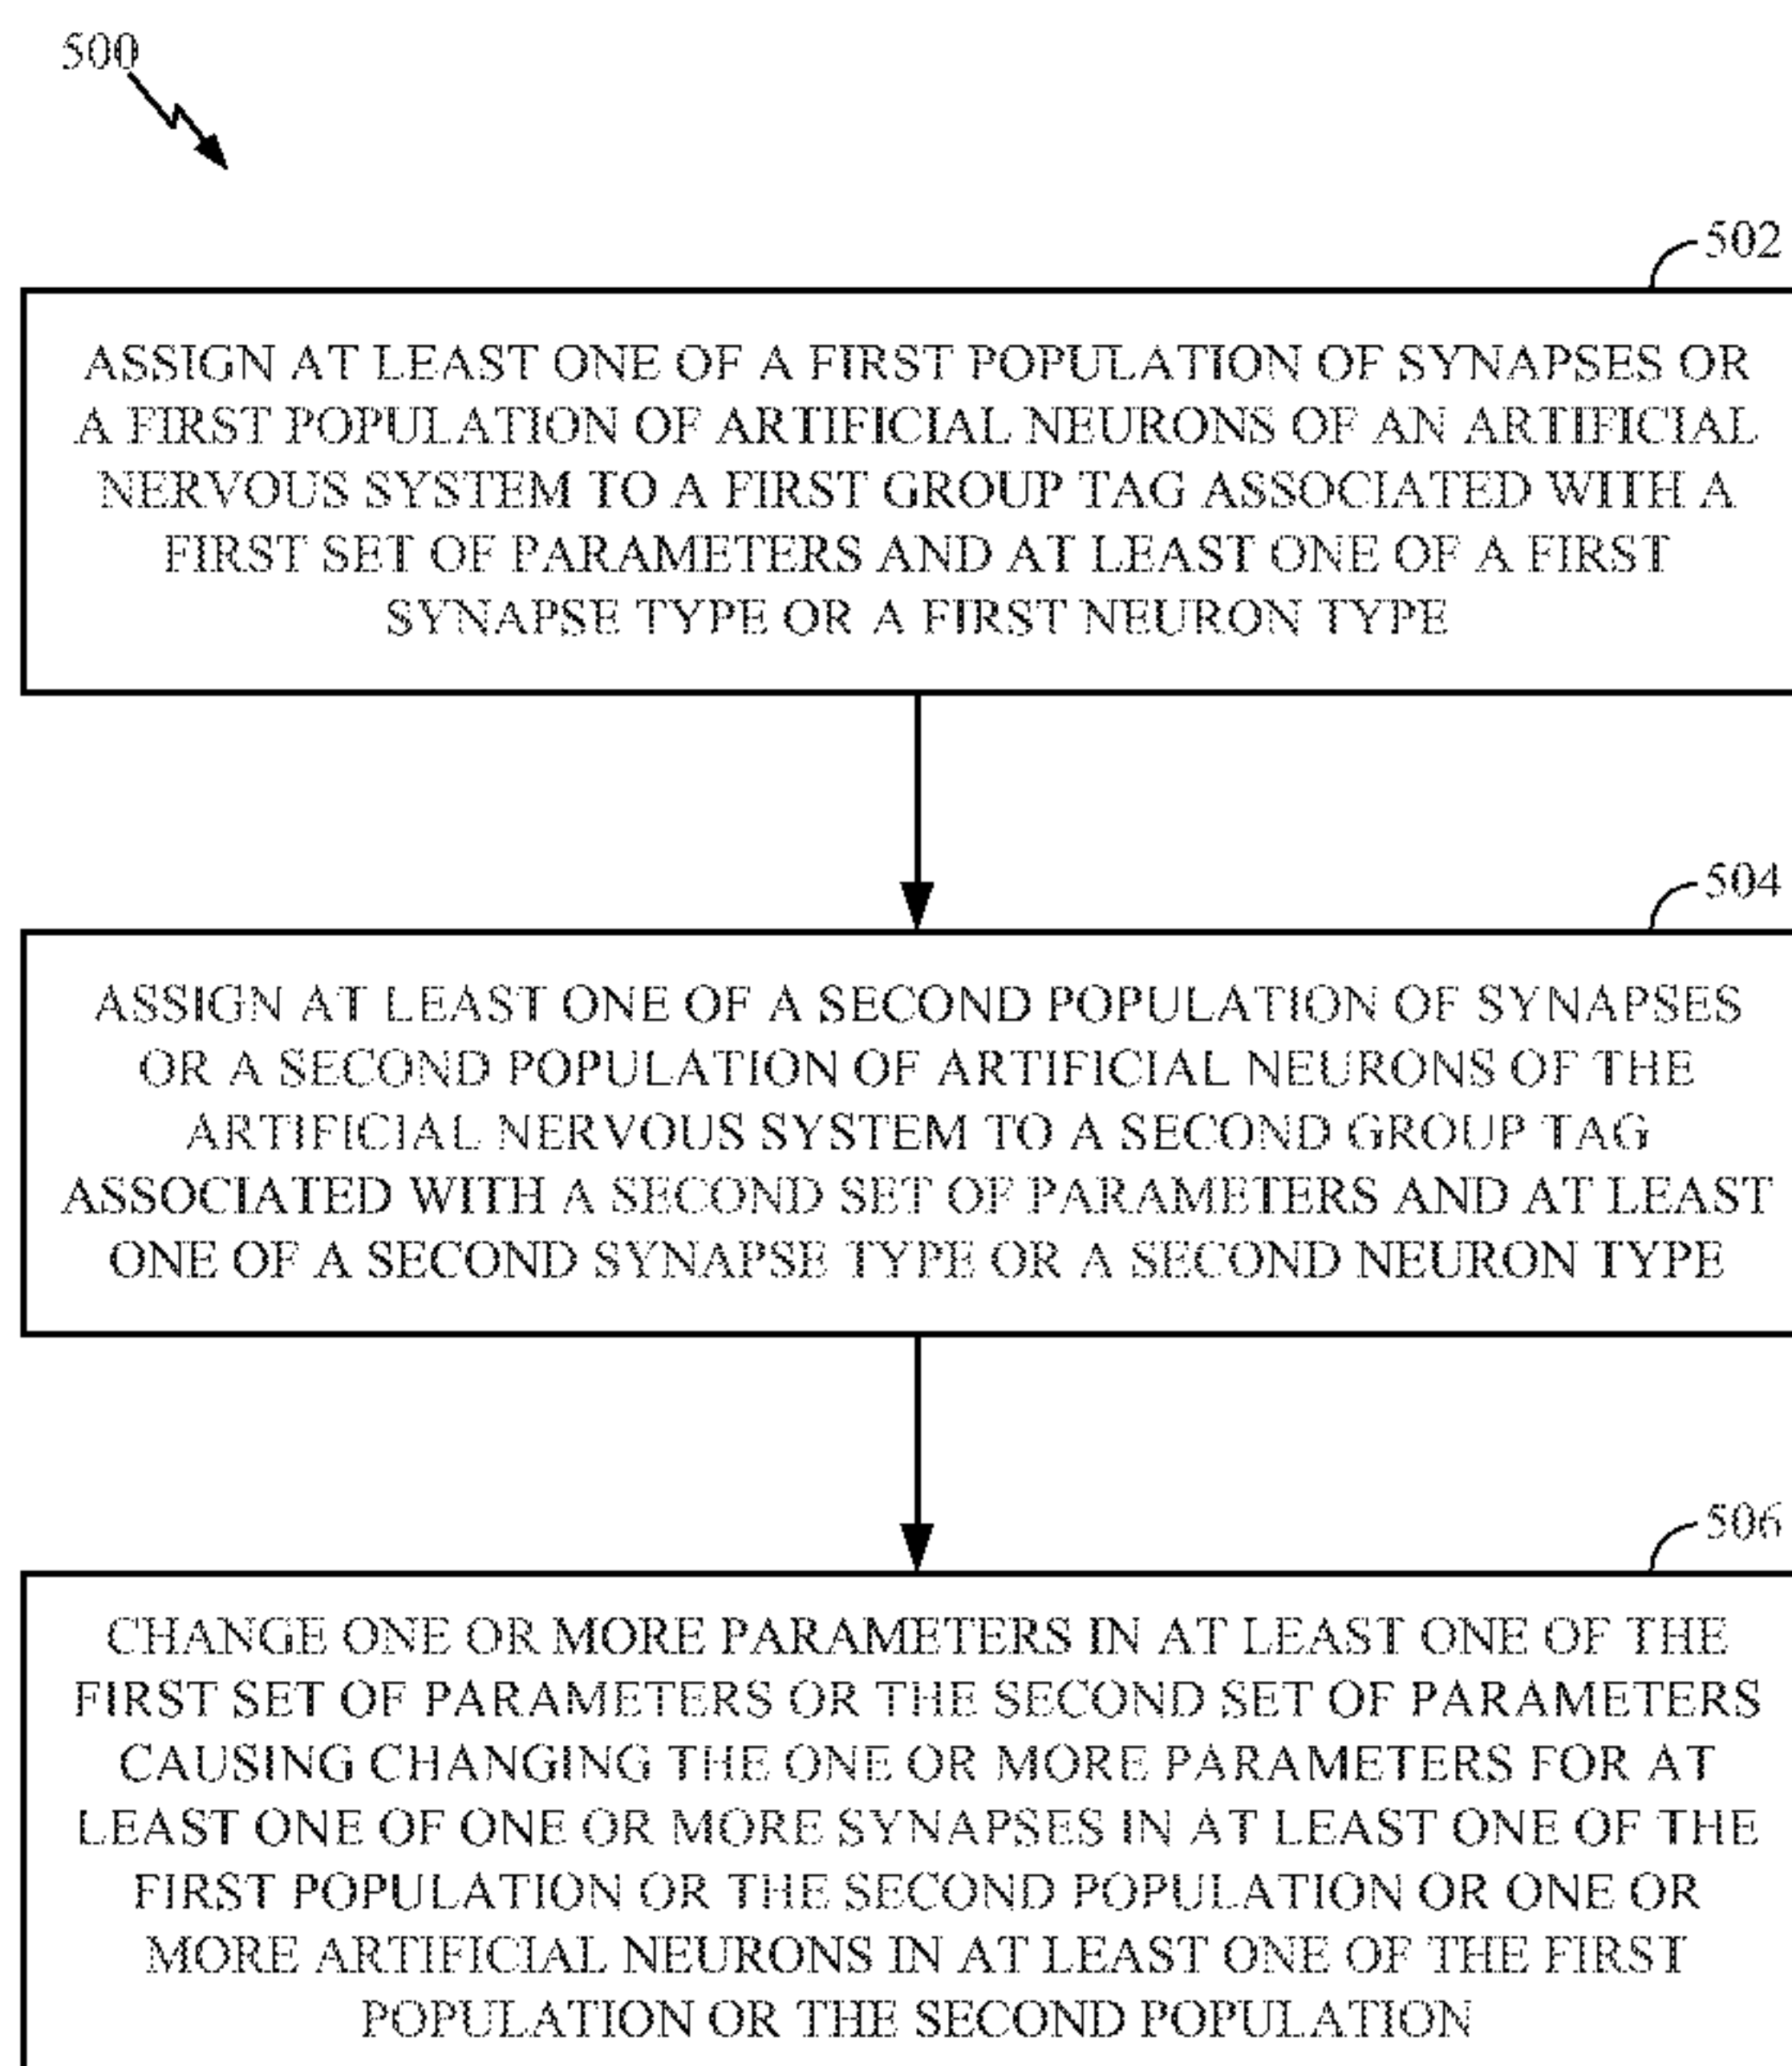 500
502
ASSIGN AT LEAST ONE OF A FIRST POPULATION OF SYNAPSES OR
A FIRST POPULATION OF ARTIFICIAL NEURONS OF AN ARTIFICIAL
NERVOUS SYSTEM TO A FIRST GROUP TAG ASSOCIATED WITH A
FIRST SET OF PARAMETERS AND AT LEAST ONE OF A FIRST
SYNAPSE TYPE OR A FIRST NEURON TYPE
504
ASSIGN AT LEAST ONE OF A SECOND POPULATION OF SYNAPSES
OR A SECOND POPULATION OF ARTIFICIAL NEURONS OF THE
ARTIFICIAL NERVOUS SYSTEM TO A SECOND GROUP TAG
ASSOCIATED WITH A SECOND SET OF PARAMETERS AND AT LEAST
ONE OF A SECOND SYNAPSE TYPE OR A SECOND NEURON TYPE
506
CHANGE ONE OR MORE PARAMETERS IN AT LEAST ONE OF THE
FIRST SET OF PARAMETERS OR THE SECOND SET OF PARAMETERS
CAUSING CHANGING THE ONE OR MORE PARAMETERS FOR AT
LEAST ONE OF ONE OR MORE SYNAPSES IN AT LEAST ONE OF THE
FIRST POPULATION OR THE SECOND POPULATION OR ONE OR
MORE ARTIFICIAL NEURONS IN AT LEAST ONE OF THE FIRST
POPULATION OR THE SECOND POPULATION